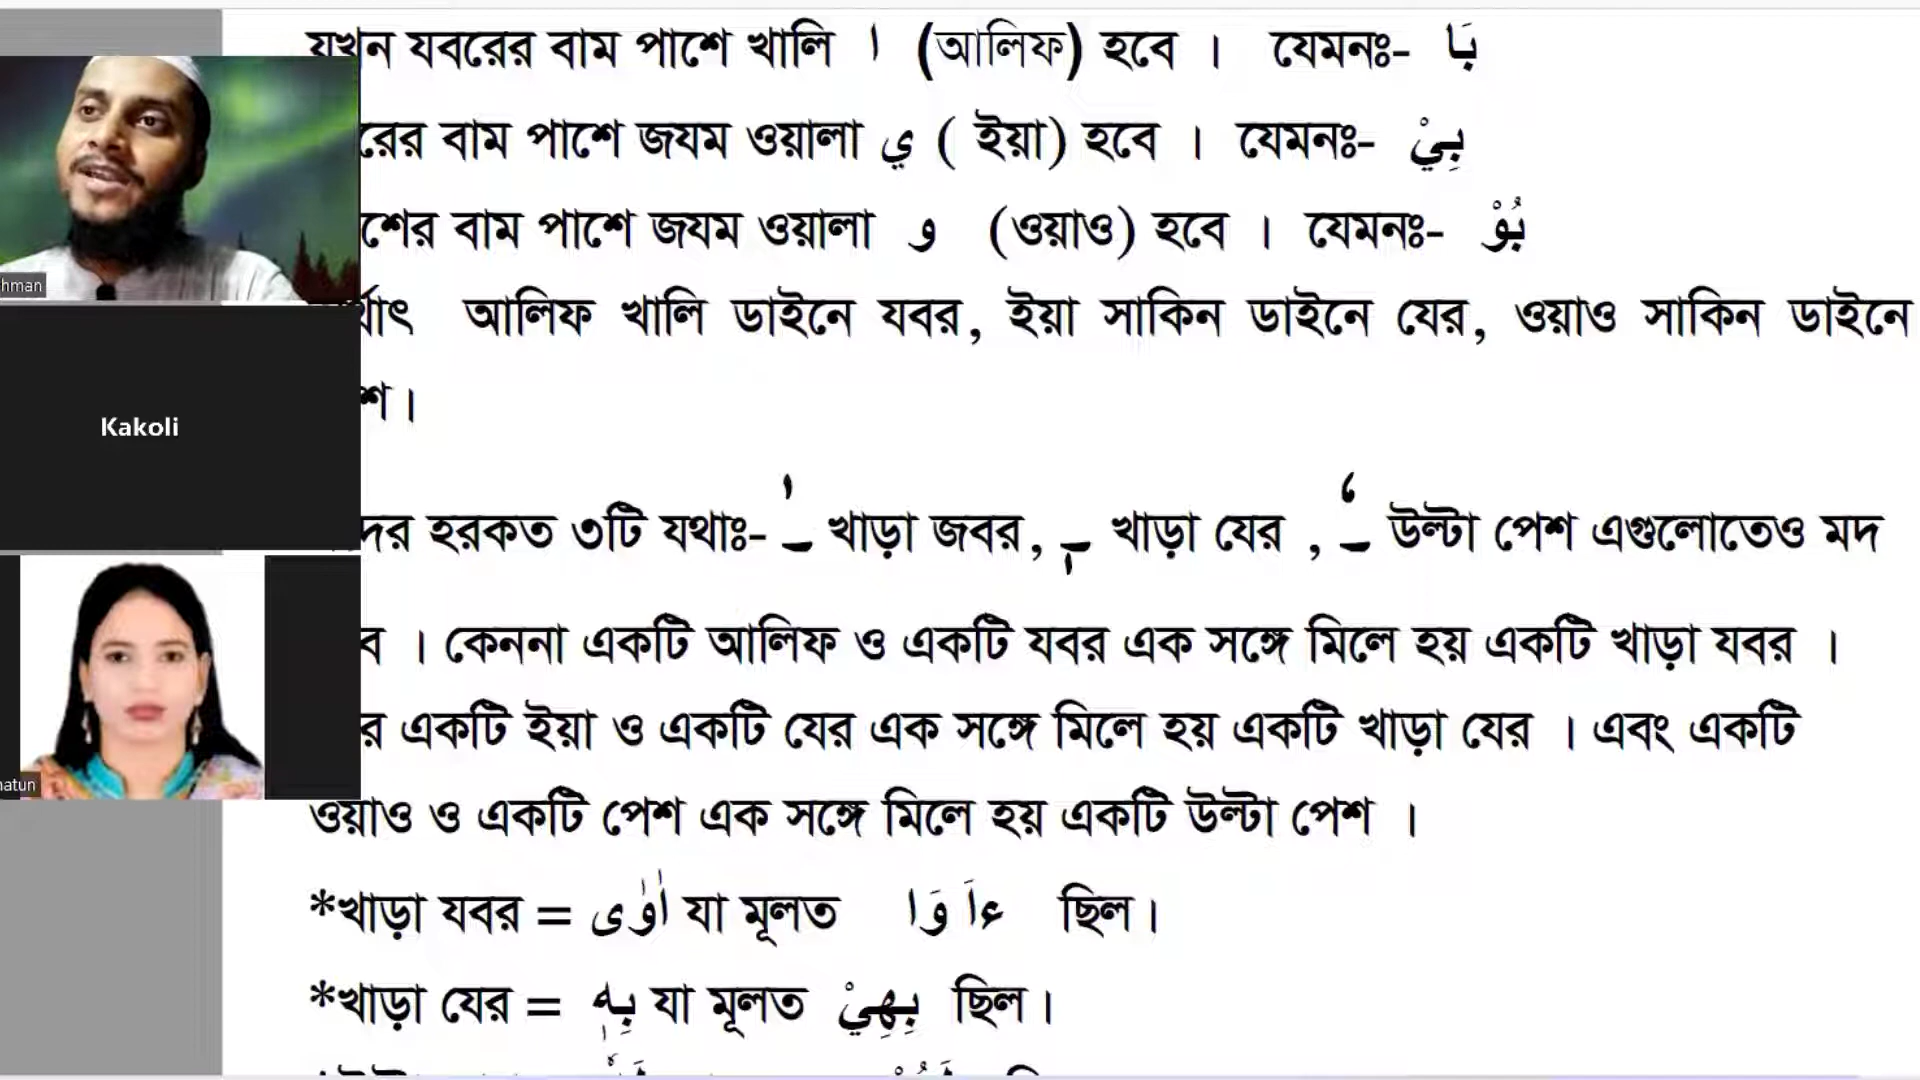 যখন যবরের বাম পাশে খালি ا (আলিফ) হবে । যেমনঃ- بَا
রের বাম পাশে জযম ওয়ালা ي ( ইয়া) হবে । যেমনঃ- بِيْ
hman
শের বাম পাশে জযম ওয়ালা و (ওয়াও) হবে । যেমনঃ- بُوْ
র্থাৎ আলিফ খালি ডাইনে যবর, ইয়া সাকিন ডাইনে যের, ওয়াও সাকিন ডাইনে
শ।
Kakoli
দের হরকত ৩টি যথাঃ- খাড়া জবর, খাড়া যের , উল্টা পেশ এগুলোতেও মদ
ব । কেননা একটি আলিফ ও একটি যবর এক সঙ্গে মিলে হয় একটি খাড়া যবর ।
র একটি ইয়া ও একটি যের এক সঙ্গে মিলে হয় একটি খাড়া যের । এবং একটি
hatun
ওয়াও ও একটি পেশ এক সঙ্গে মিলে হয় একটি উল্টা পেশ ।
*খাড়া যবর = اٰوٰى যা মূলত ءاَ وَا ছিল।
*খাড়া যের = بِهٖ যা মূলত بِهِيْ ছিল।